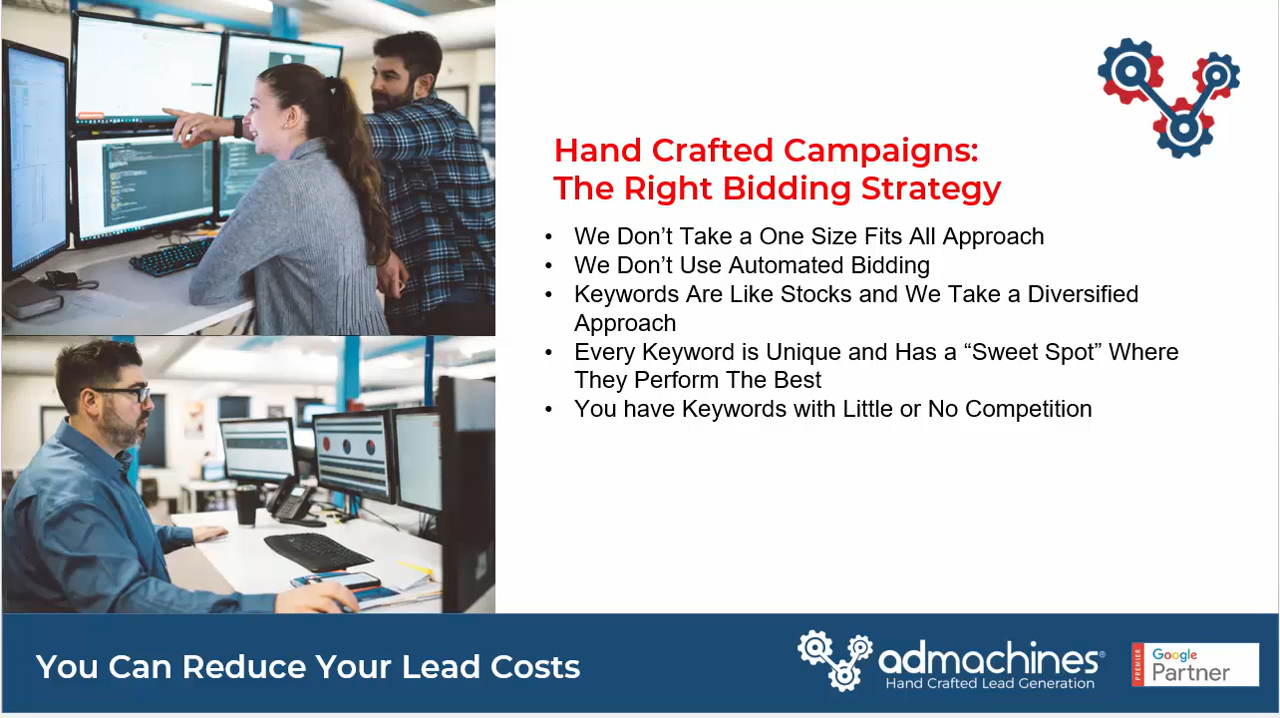 Hand Crafted Campaigns:
The Right Bidding Strategy
• We Don’t Take a One Size Fits All Approach
• We Don’t Use Automated Bidding
• Keywords Are Like Stocks and We Take a Diversified
Approach
• Every Keyword is Unique and Has a “Sweet Spot” Where
They Perform The Best
• You have Keywords with Little or No Competition
You Can Reduce Your Lead Costs
admachines®
Hand Crafted Lead Generation
PREMIER
Google
Partner